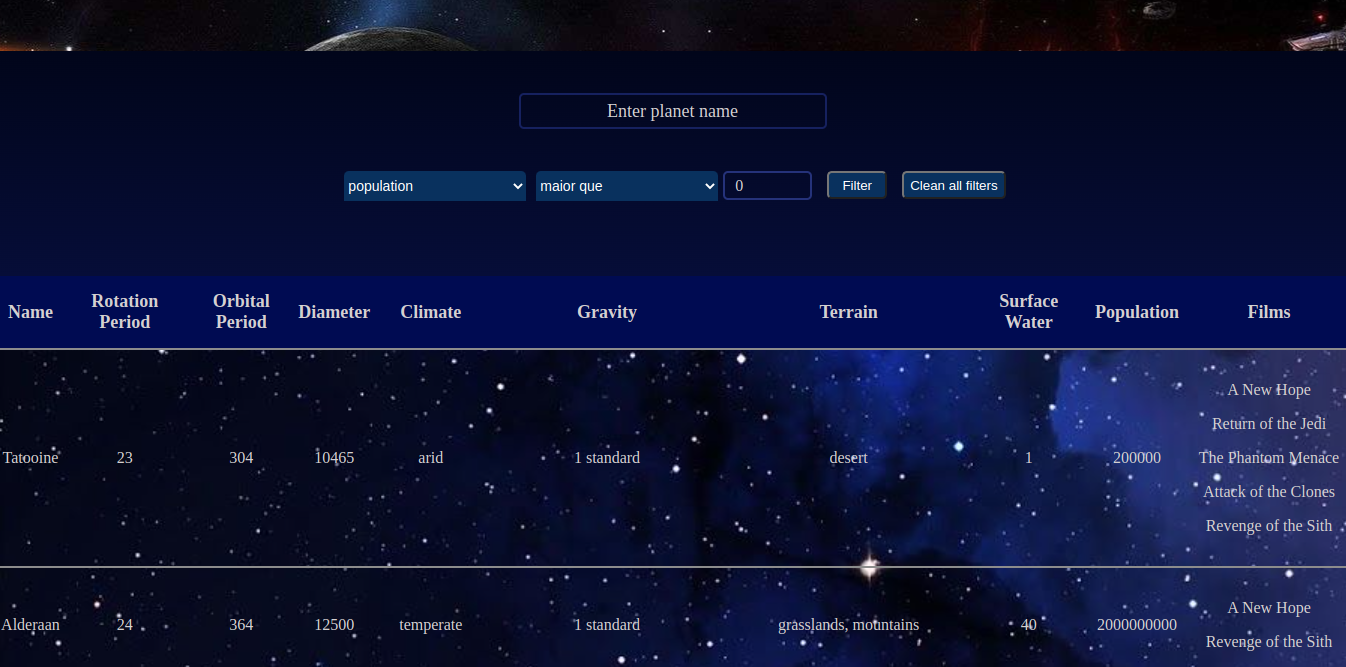 Enter planet name
population maior que 0 Filter Clean all filters
Name Rotation Period Orbital Period Diameter Climate Gravity Terrain Surface Water Population Films
A New Hope
Return of the Jedi
Tatooine 23 304 10465 arid 1 standard desert 1 200000 The Phantom Menace
Attack of the Clones
Revenge of the Sith
A New Hope
Alderaan 24 364 12500 temperate 1 standard grasslands, mountains 40 2000000000
Revenge of the Sith